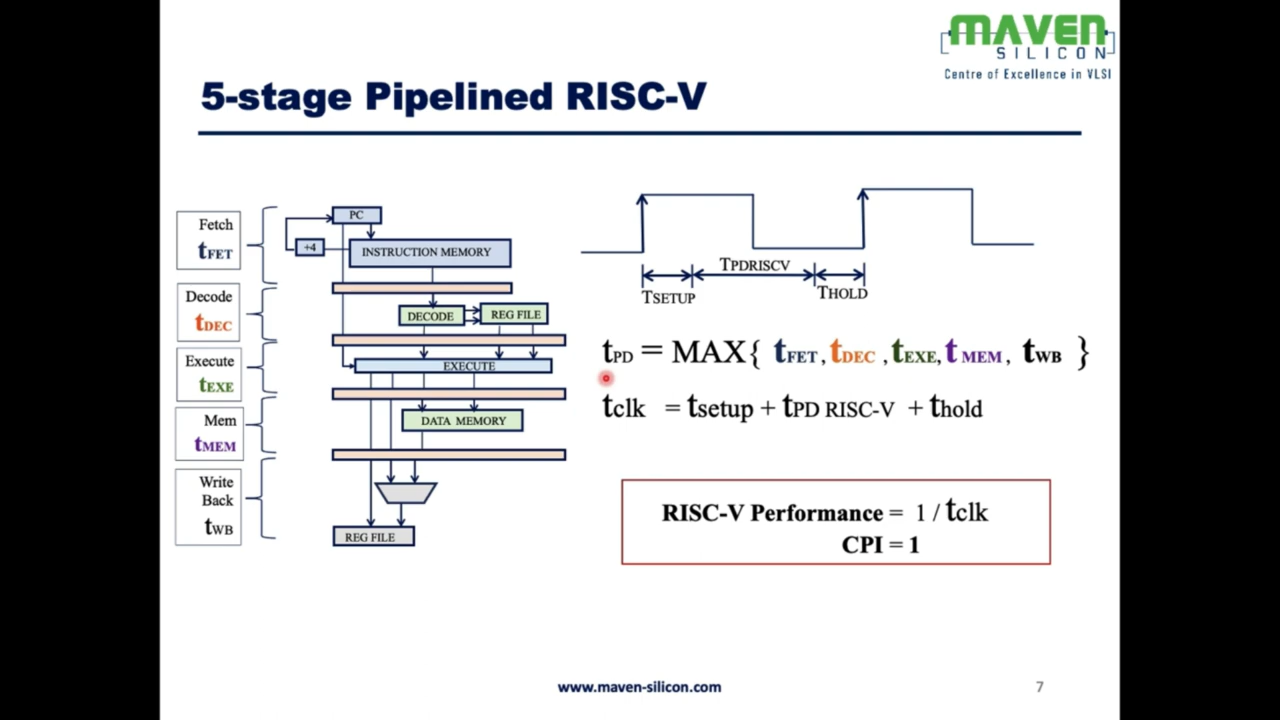 MAVEN
SILICON
Centre of Excellence in VLSI
5-stage Pipelined RISC-V
Fetch
tFET
Decode
tDEC
Execute
tEXE
Mem
tMEM
Write
Back
tWB
PC
+4
INSTRUCTION MEMORY
DECODE
REG FILE
EXECUTE
DATA MEMORY
REG FILE
TPDRISCV
TSETUP
THOLD
tPD = MAX{ tFET, tDEC , tEXE, tMEM, tWB }
tclk = tsetup + tPD RISC-V + thold
RISC-V Performance = 1 / tclk
CPI = 1
www.maven-silicon.com
7